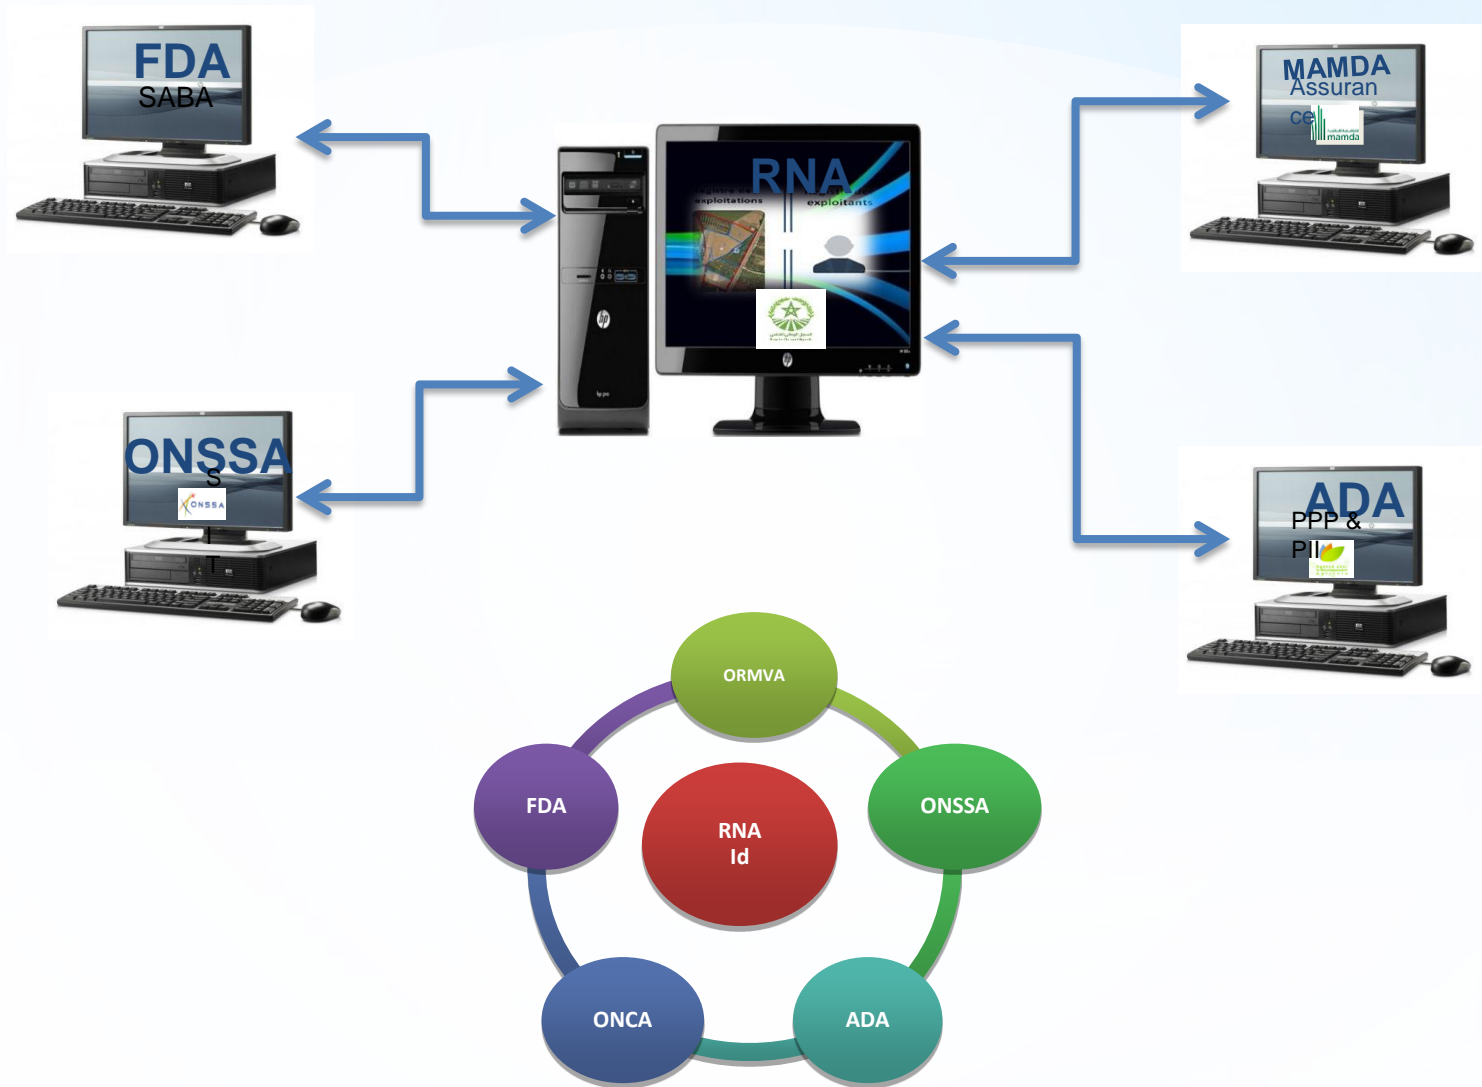 FDA
SABA
MAMDA
Assuran
ce
mamda
RNA
exploitations
exploitants
hp
ONSSA
S
ONSSA
I
T
ADA
PPP &
PII
ORMVA
FDA
ONSSA
RNA
Id
ONCA
ADA